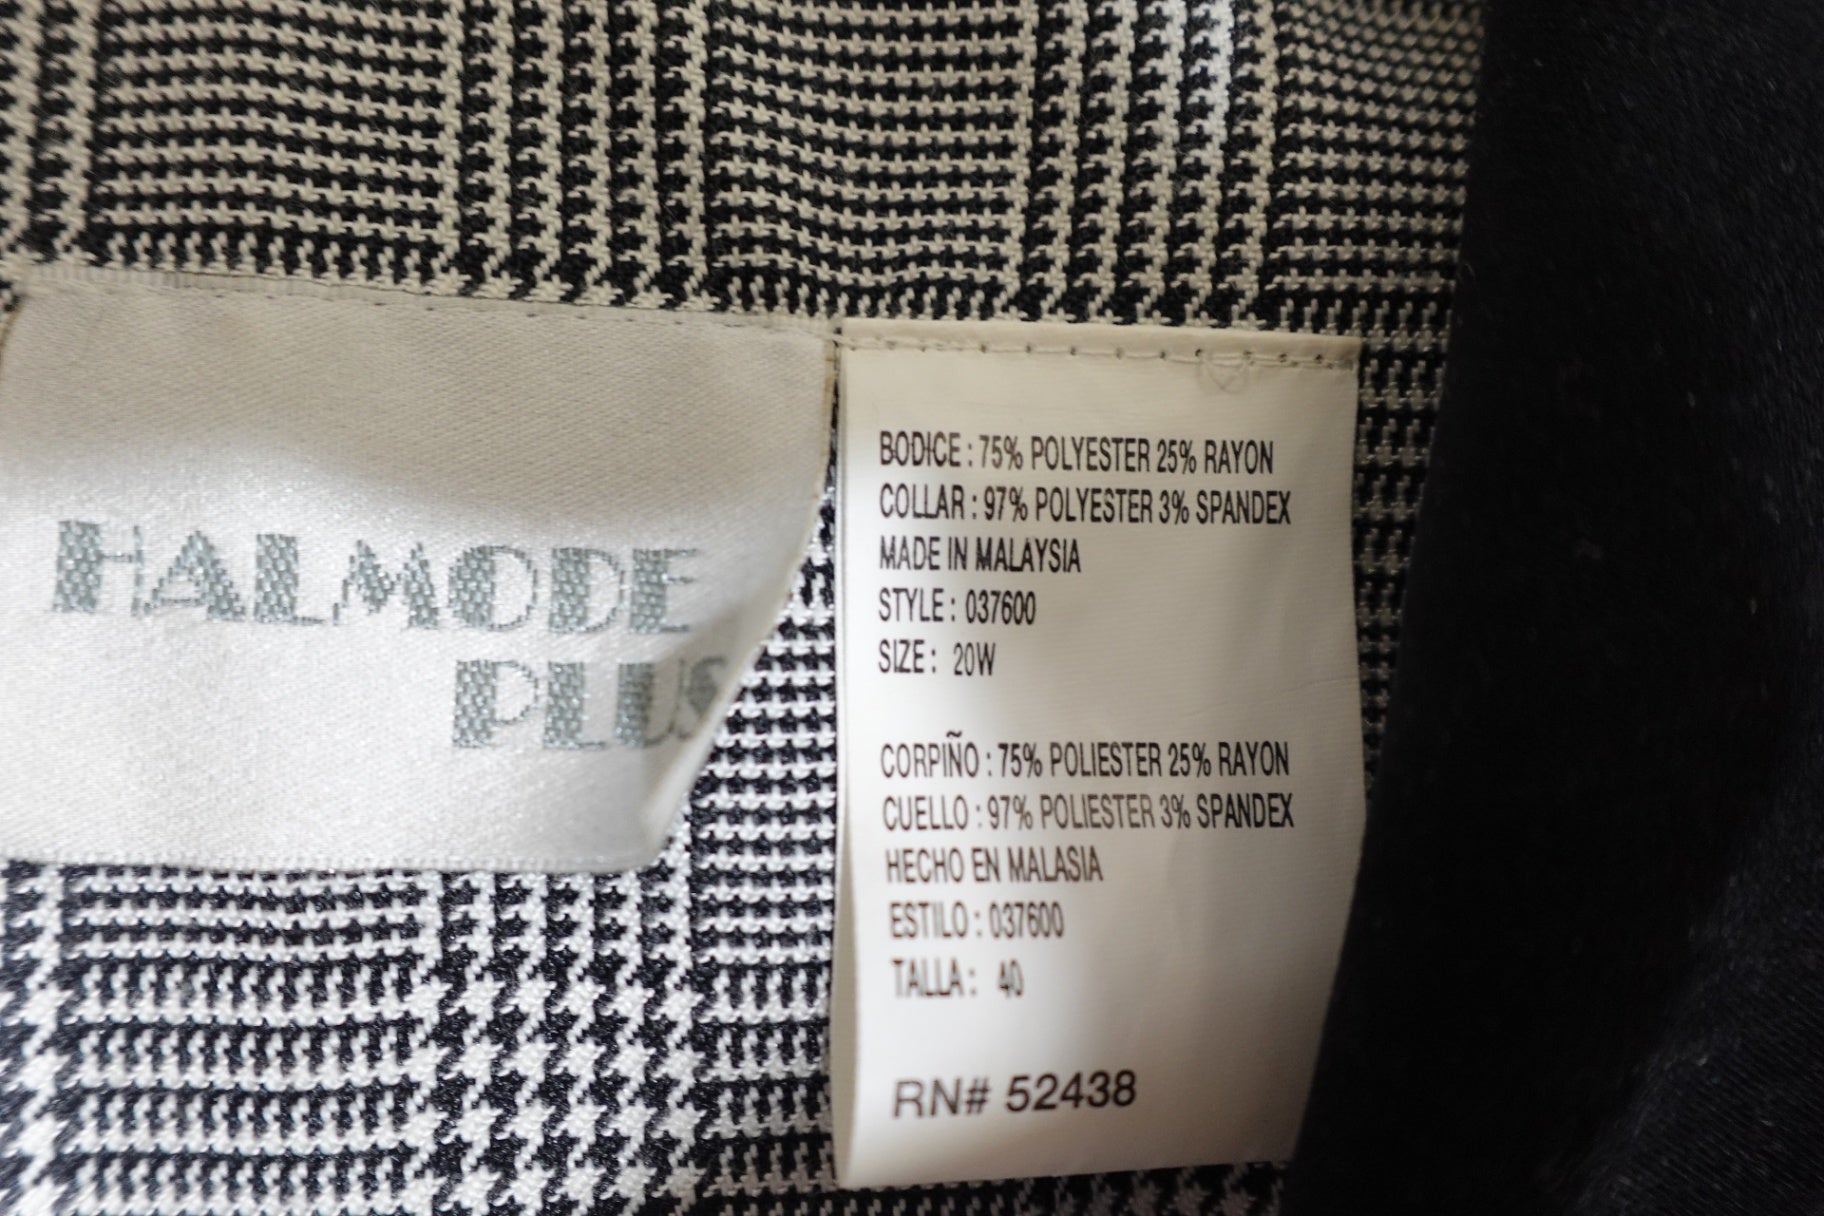 HALMODE
PLUS
BODICE : 75% POLYESTER 25% RAYON
COLLAR : 97% POLYESTER 3% SPANDEX
MADE IN MALAYSIA
STYLE : 037600
SIZE : 20W
CORPIÑO : 75% POLIESTER 25% RAYON
CUELLO : 97% POLIESTER 3% SPANDEX
HECHO EN MALASIA
ESTILO : 037600
TALLA : 40
RN# 52438